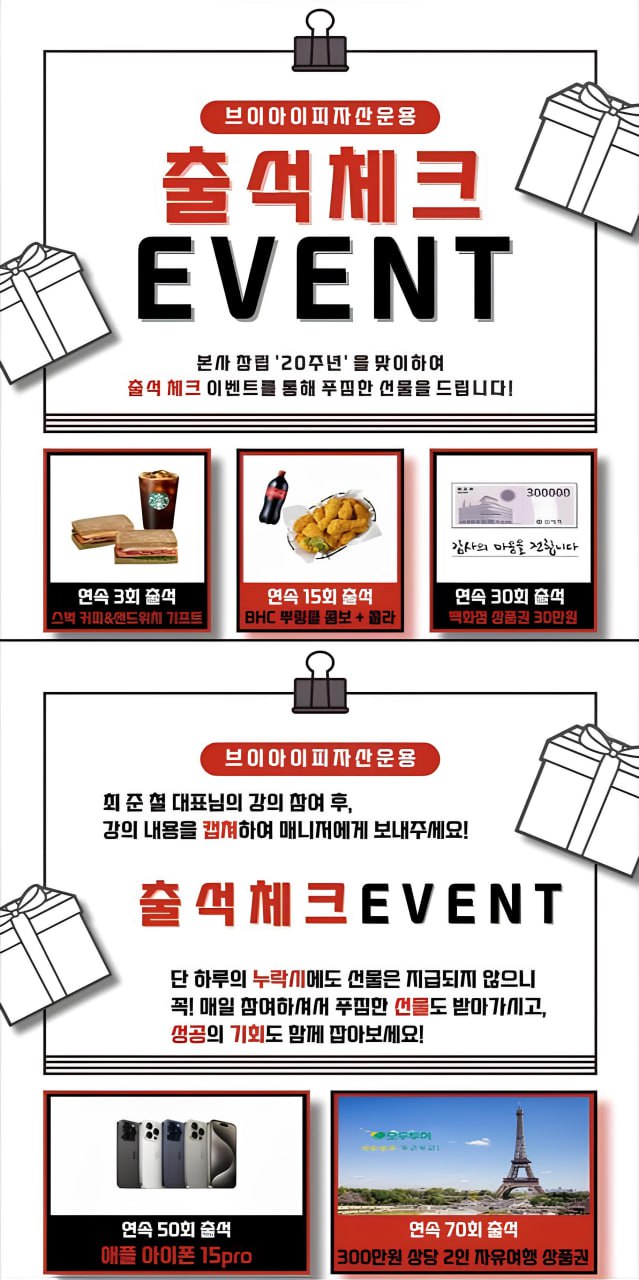 브이아이피자산운용
출석체크
EVENT
본사 창립 '20주년' 을 맞이하여
출석 체크 이벤트를 통해 푸짐한 선물을 드립니다!
300000
감사의 마음을 전합니다
연속 3회 출석
스벅 커피&샌드위치 기프트
연속 15회 출석
BHC 뿌링클 콤보 + 콜라
연속 30회 출석
백화점 상품권 30만원
브이아이피자산운용
최 준 철 대표님의 강의 참여 후,
강의 내용을 캡쳐하여 매니저에게 보내주세요!
출석체크EVENT
단 하루의 누락시에도 선물은 지급되지 않으니
꼭! 매일 참여하셔서 푸짐한 선물도 받아가시고,
성공의 기회도 함께 잡아보세요!
모두투어
연속 50회 출석
애플 아이폰 15pro
연속 70회 출석
300만원 상당 2인 자유여행 상품권